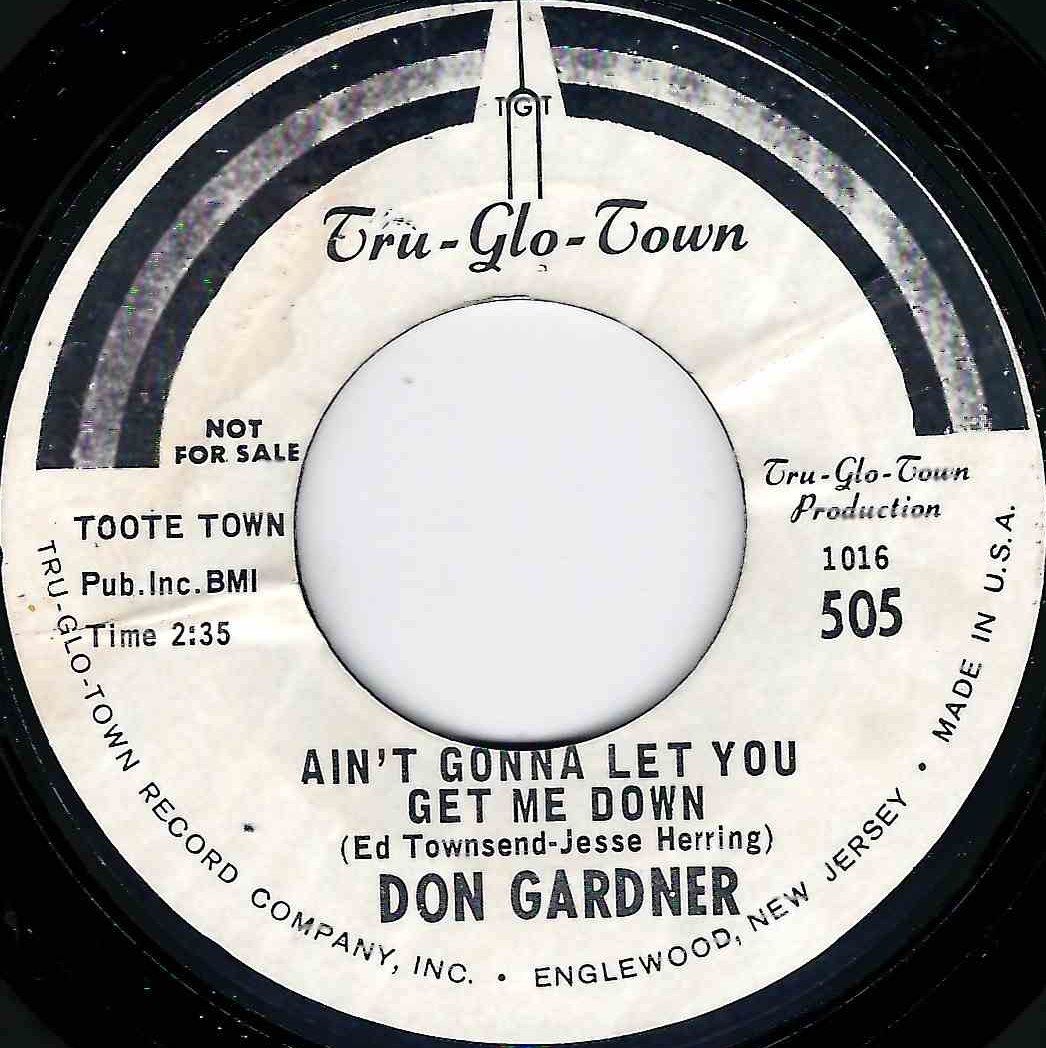 TGT
Tru-Glo-Town
NOT
FOR SALE
TOOTE TOWN
Pub.Inc.BMI
Time 2:35
Tru-Glo-Town
Production
1016
505
AIN'T GONNA LET YOU
GET ME DOWN
(Ed Townsend-Jesse Herring)
DON GARDNER
TRU-GLO-TOWN RECORD COMPANY, INC. • ENGLEWOOD, NEW JERSEY • MADE IN U.S.A.